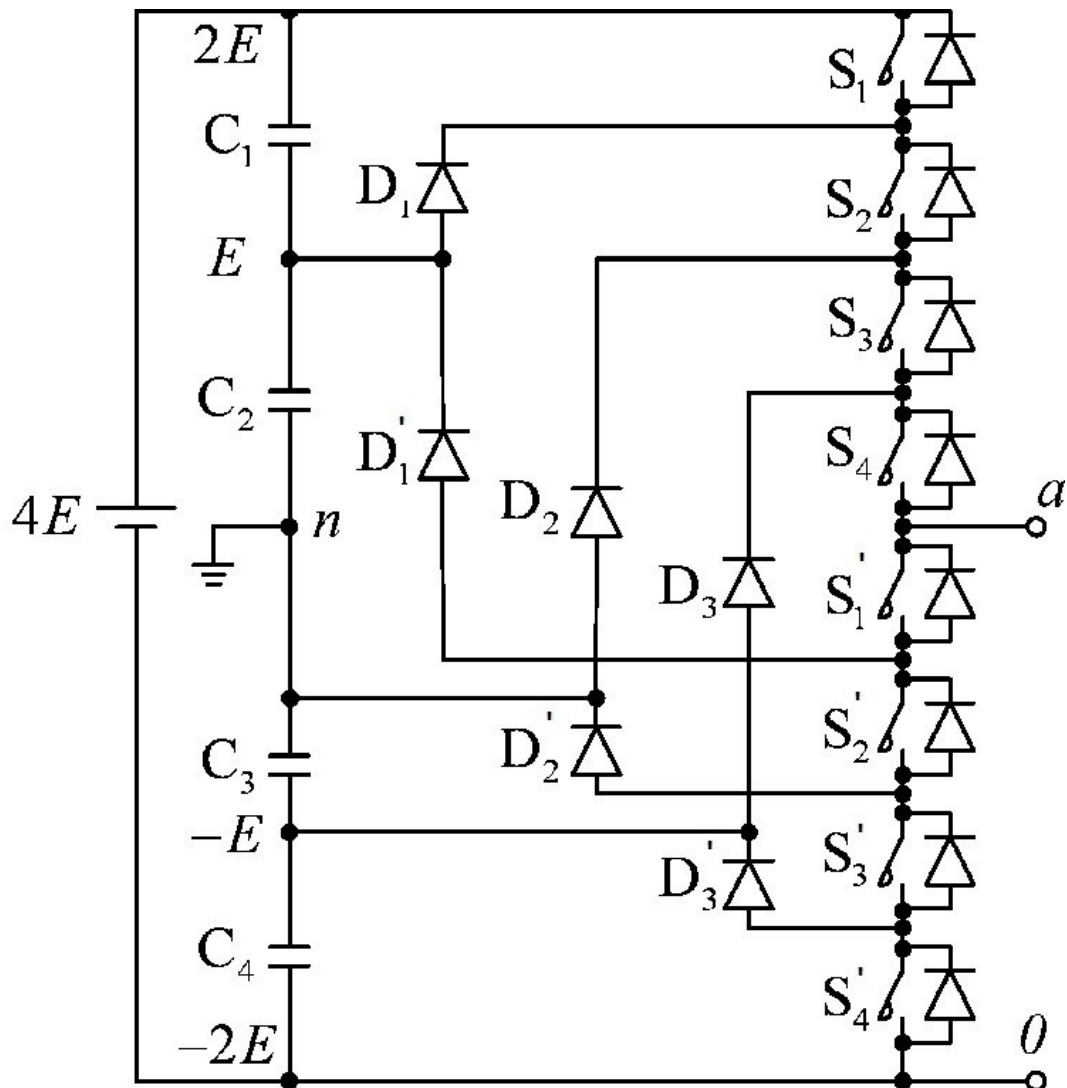 2E
S₁
C₁
D₁
S₂
E
S₃
C₂
D₁'
S₄
4E
n
D₂
a
D₃
S₁'
C₃
D₂'
S₂'
−E
D₃'
S₃'
C₄
S₄'
−2E
0